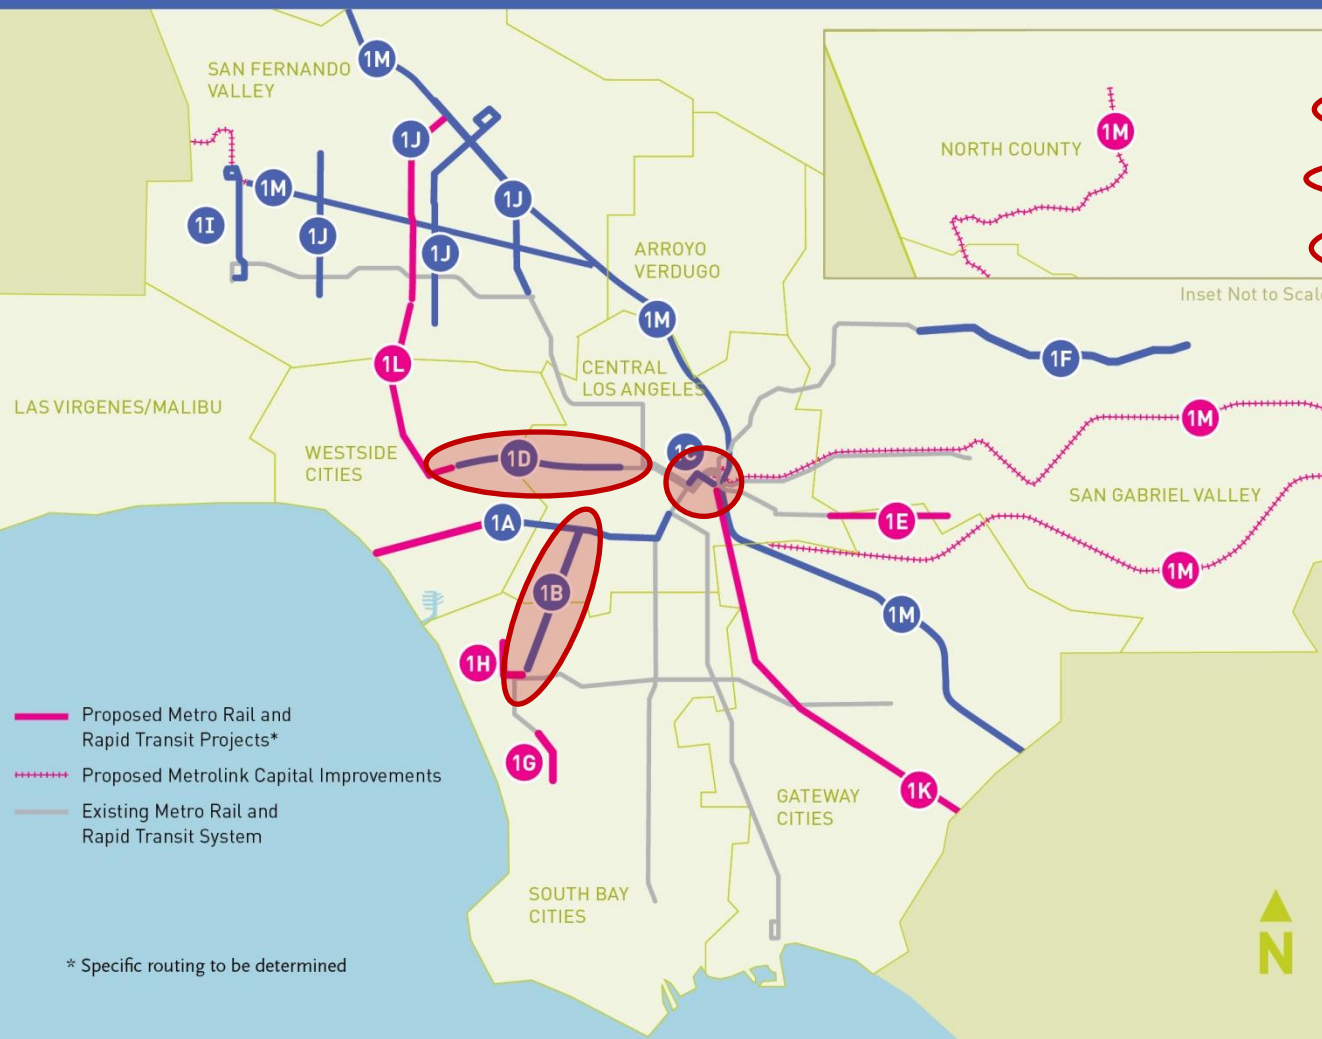 1M
SAN FERNANDO
VALLEY
1J
1M
NORTH COUNTY
1M
1J
1I
1J
1J
ARROYO
VERDUGO
Inset Not to Scale
1M
1L
1F
CENTRAL
LOS ANGELES
LAS VIRGENES/MALIBU
1M
WESTSIDE
CITIES
1D
1C
SAN GABRIEL VALLEY
1A
1E
1M
1B
1M
1H
Proposed Metro Rail and
Rapid Transit Projects*
Proposed Metrolink Capital Improvements
Existing Metro Rail and
Rapid Transit System
1G
1K
GATEWAY
CITIES
SOUTH BAY
CITIES
* Specific routing to be determined
N